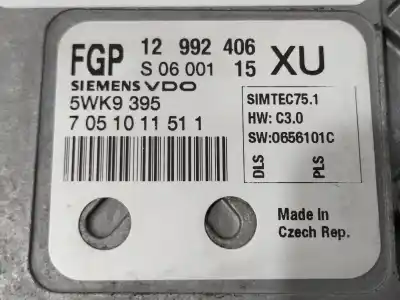 FGP 12 992 406 XU
S 06 001 15
SIEMENS VDO
5WK9 395
7 05 10 11 51 1
SIMTEC75.1
HW: C3.0
SW:0656101C
DLS
PLS
Made in
Czech Rep.